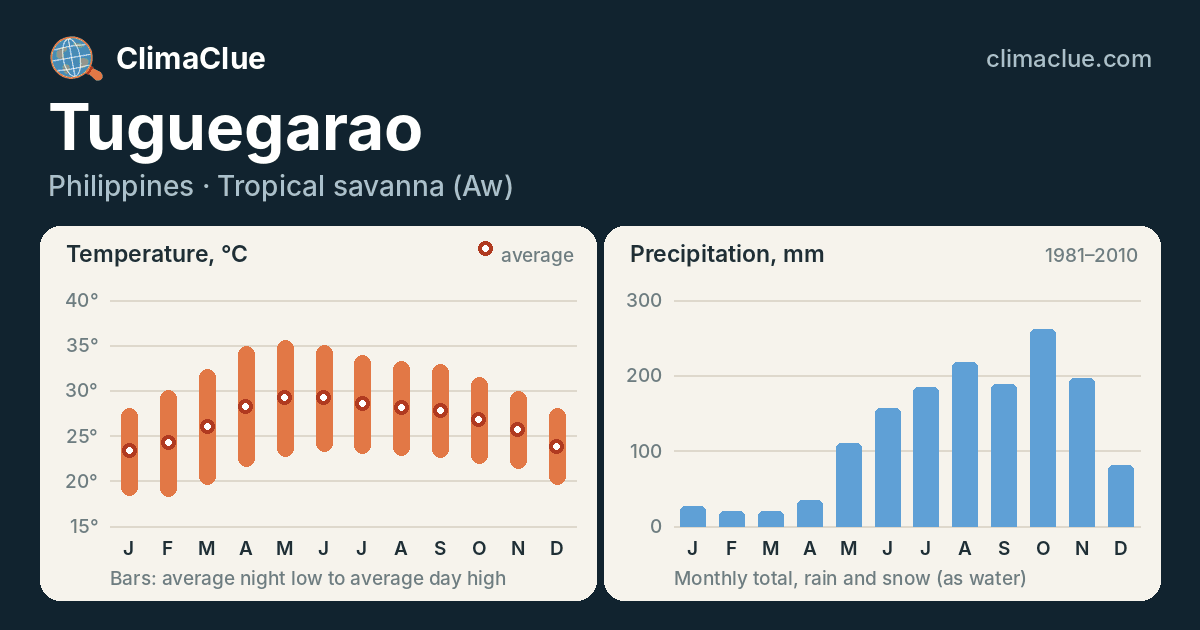 ClimaClue
climaclue.com
Tuguegarao
Philippines · Tropical savanna (Aw)
Temperature, °C
average
40°
35°
30°
25°
20°
15°
J F M A M J J A S O N D
Bars: average night low to average day high
Precipitation, mm
1981–2010
300
200
100
0
J F M A M J J A S O N D
Monthly total, rain and snow (as water)